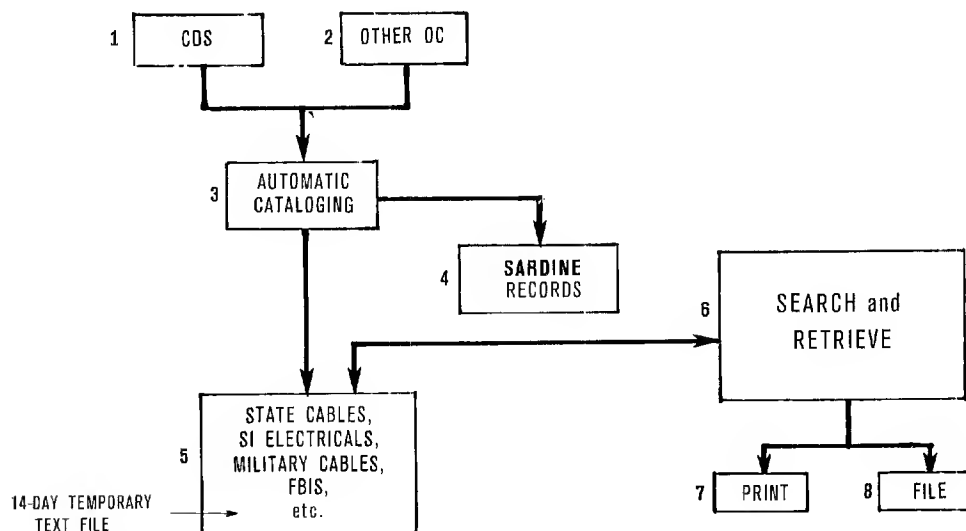 1 CDS
2 OTHER OC
3 AUTOMATIC
CATALOGING
4 SARDINE
RECORDS
6 SEARCH and
RETRIEVE
5 STATE CABLES,
SI ELECTRICALS,
MILITARY CABLES,
FBIS,
etc.
14-DAY TEMPORARY
TEXT FILE
7 PRINT
8 FILE